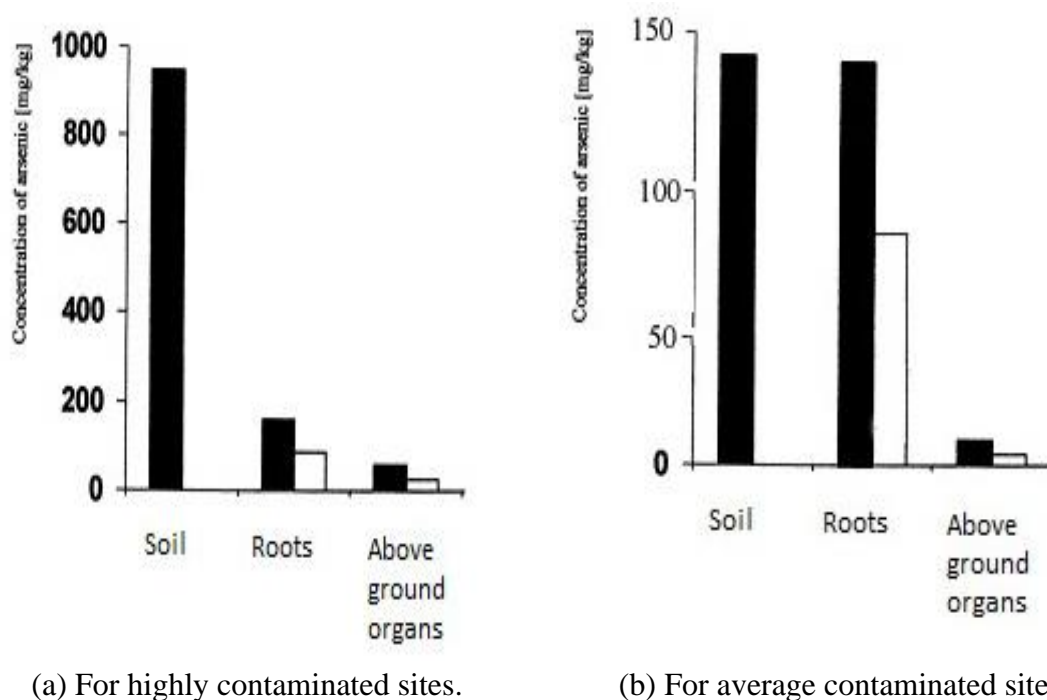 Concentration of arsenic [mg/kg]
1000
800
600
400
200
0
Soil
Roots
Above
ground
organs
(a) For highly contaminated sites.
Concentration of arsenic [mg/kg]
150
100
50
0
Soil
Roots
Above
ground
organs
(b) For average contaminated site